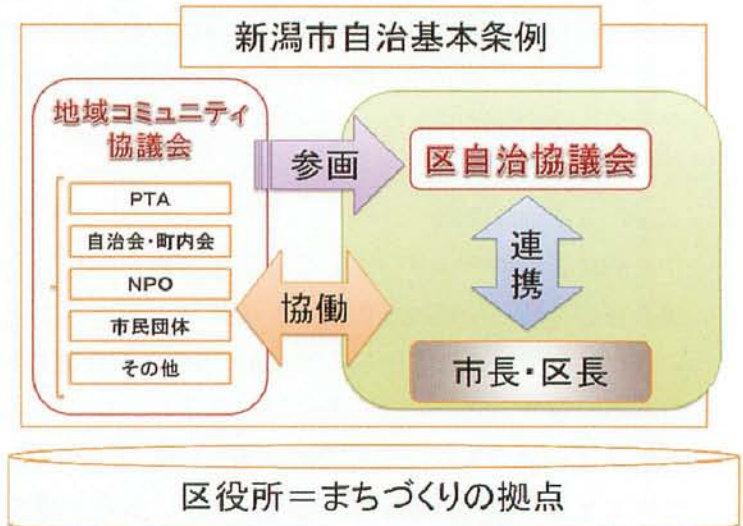 新潟市自治基本条例
地域コミュニティ
協議会
PTA
自治会・町内会
NPO
市民団体
その他
参画
協働
区自治協議会
連
携
市長・区長
区役所=まちづくりの拠点